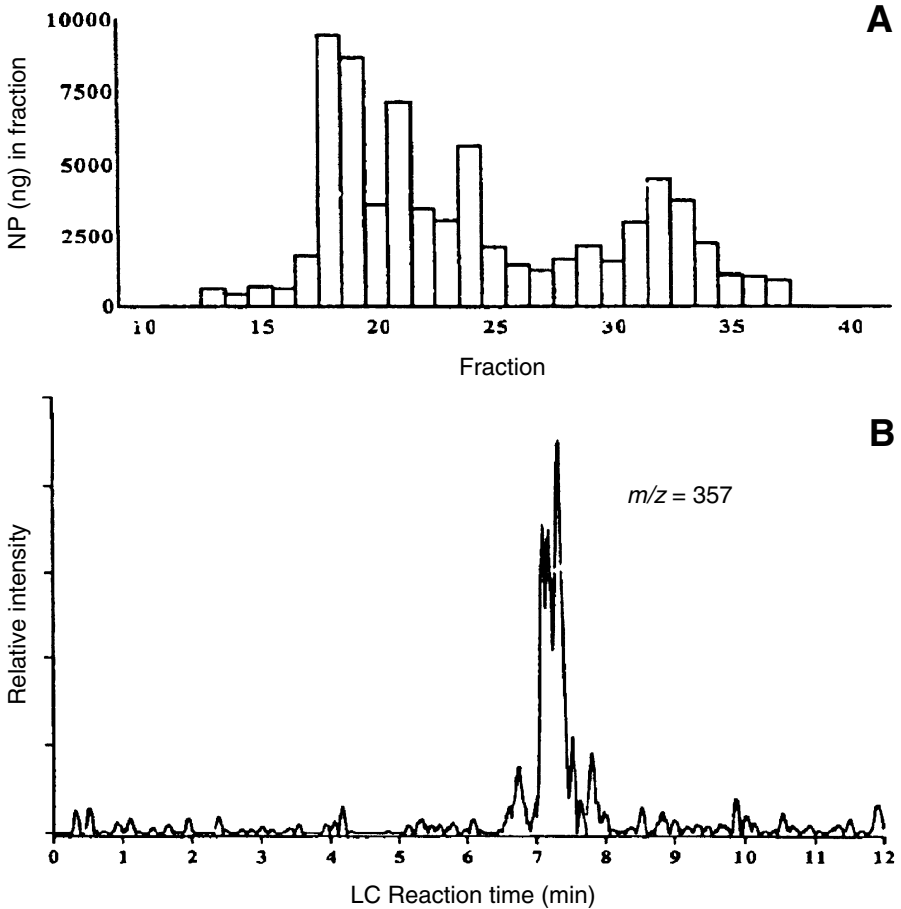 A
10000
7500
5000
2500
0
NP (ng) in fraction
10 15 20 25 30 35 40
Fraction
B
m/z = 357
Relative intensity
0 1 2 3 4 5 6 7 8 9 10 11 12
LC Reaction time (min)